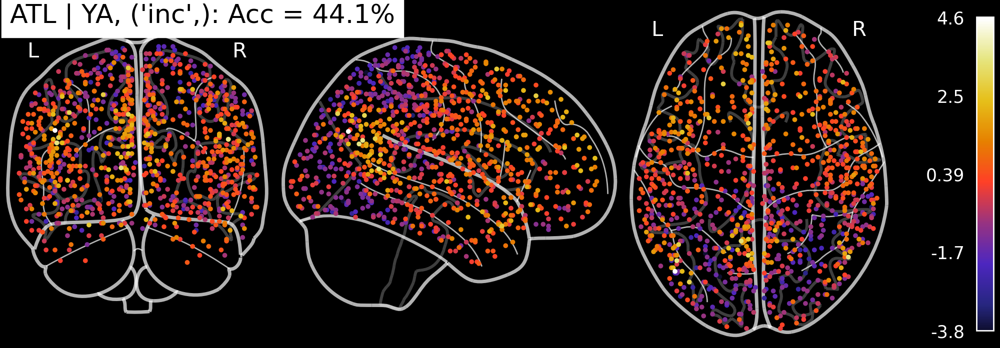 ATL | YA, ('inc',): Acc = 44.1%
L
R
L
R
4.6
2.5
0.39
-1.7
-3.8